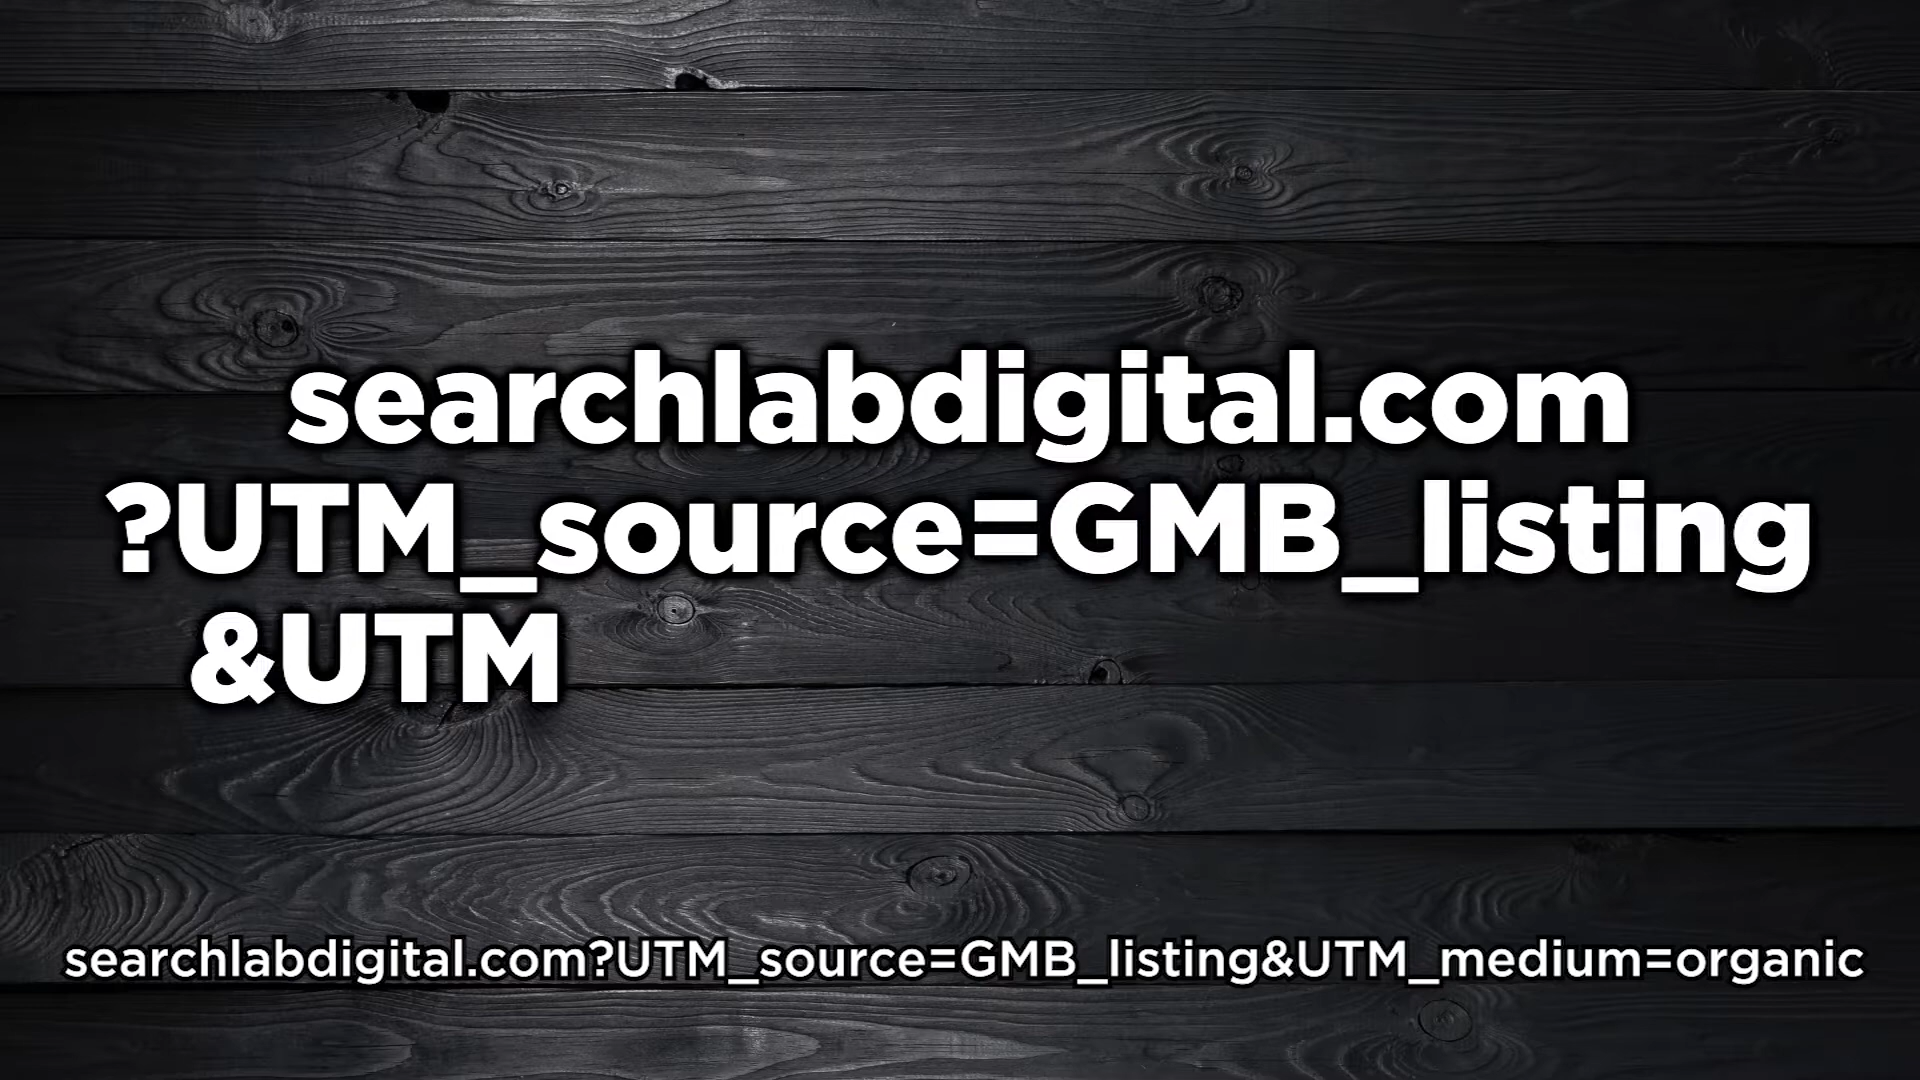 searchlabdigital.com
?UTM_source=GMB_listing
&UTM
searchlabdigital.com?UTM_source=GMB_listing&UTM_medium=organic